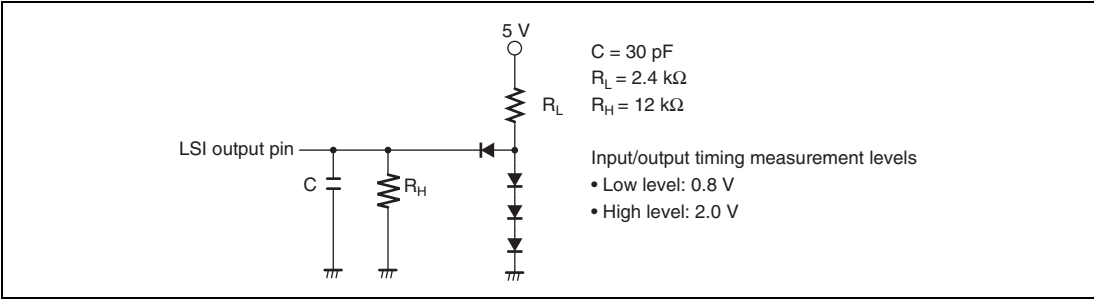 5 V
C = 30 pF
R_L = 2.4 kΩ
R_H = 12 kΩ
R_L
LSI output pin
C
R_H
Input/output timing measurement levels
• Low level: 0.8 V
• High level: 2.0 V